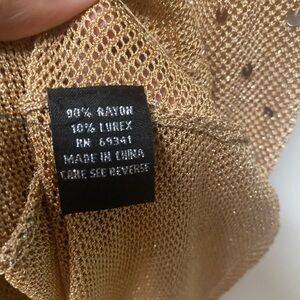 90% RAYON
10% LUREX
RN 69341
MADE IN CHINA
CARE SEE REVERSE